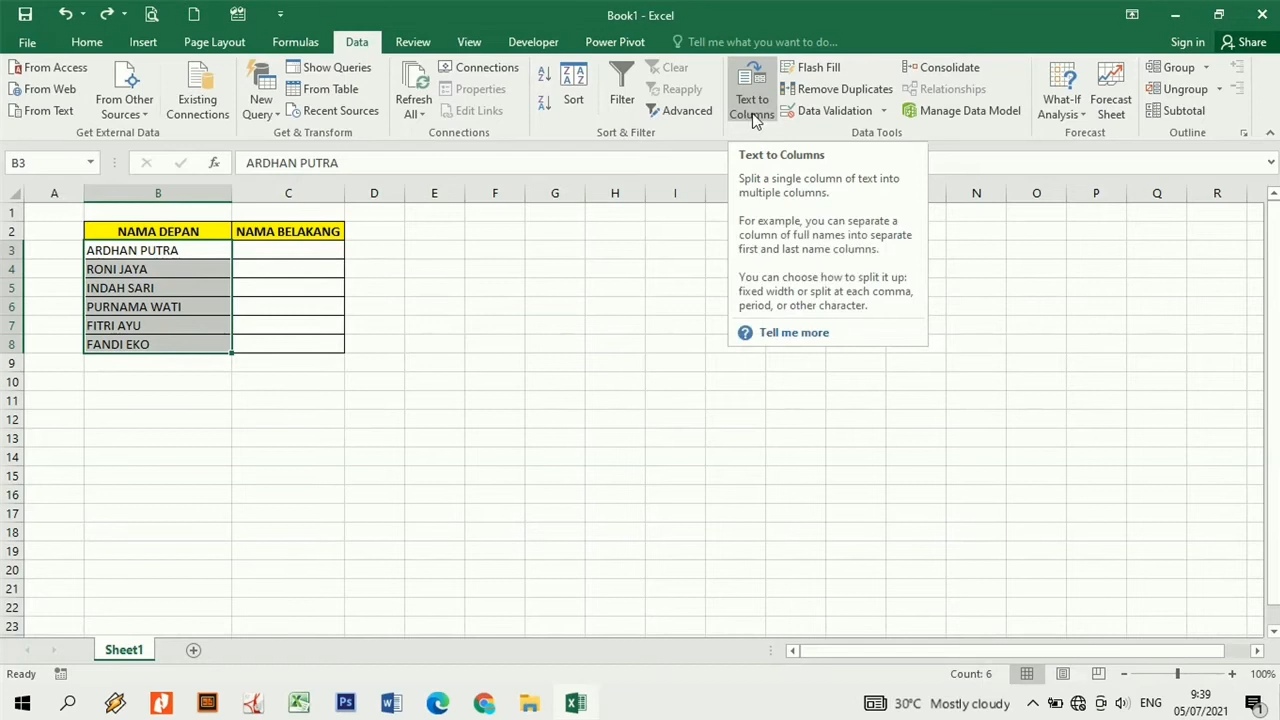 Book1 - Excel
File Home Insert Page Layout Formulas Data Review View Developer Power Pivot Tell me what you want to do... Sign in Share
From Access
From Web
From Text
From Other Sources
Existing Connections
Get External Data
New Query
Show Queries
From Table
Recent Sources
Get & Transform
Refresh All
Connections
Properties
Edit Links
Connections
Sort
Filter
Clear
Reapply
Advanced
Sort & Filter
Text to Columns
Flash Fill
Remove Duplicates
Data Validation
Consolidate
Relationships
Manage Data Model
Data Tools
What-If Analysis
Forecast Sheet
Forecast
Group
Ungroup
Subtotal
Outline
B3 fx ARDHAN PUTRA
A B C D E F G H I N O P Q R
1
2 NAMA DEPAN NAMA BELAKANG
3 ARDHAN PUTRA
4 RONI JAYA
5 INDAH SARI
6 PURNAMA WATI
7 FITRI AYU
8 FANDI EKO
9
10
11
12
13
14
15
16
17
18
19
20
21
22
23
Text to Columns
Split a single column of text into
multiple columns.
For example, you can separate a
column of full names into separate
first and last name columns.
You can choose how to split it up:
fixed width or split at each comma,
period, or other character.
Tell me more
Sheet1
Ready Count: 6 100%
30°C Mostly cloudy ENG 9:39
05/07/2021 1